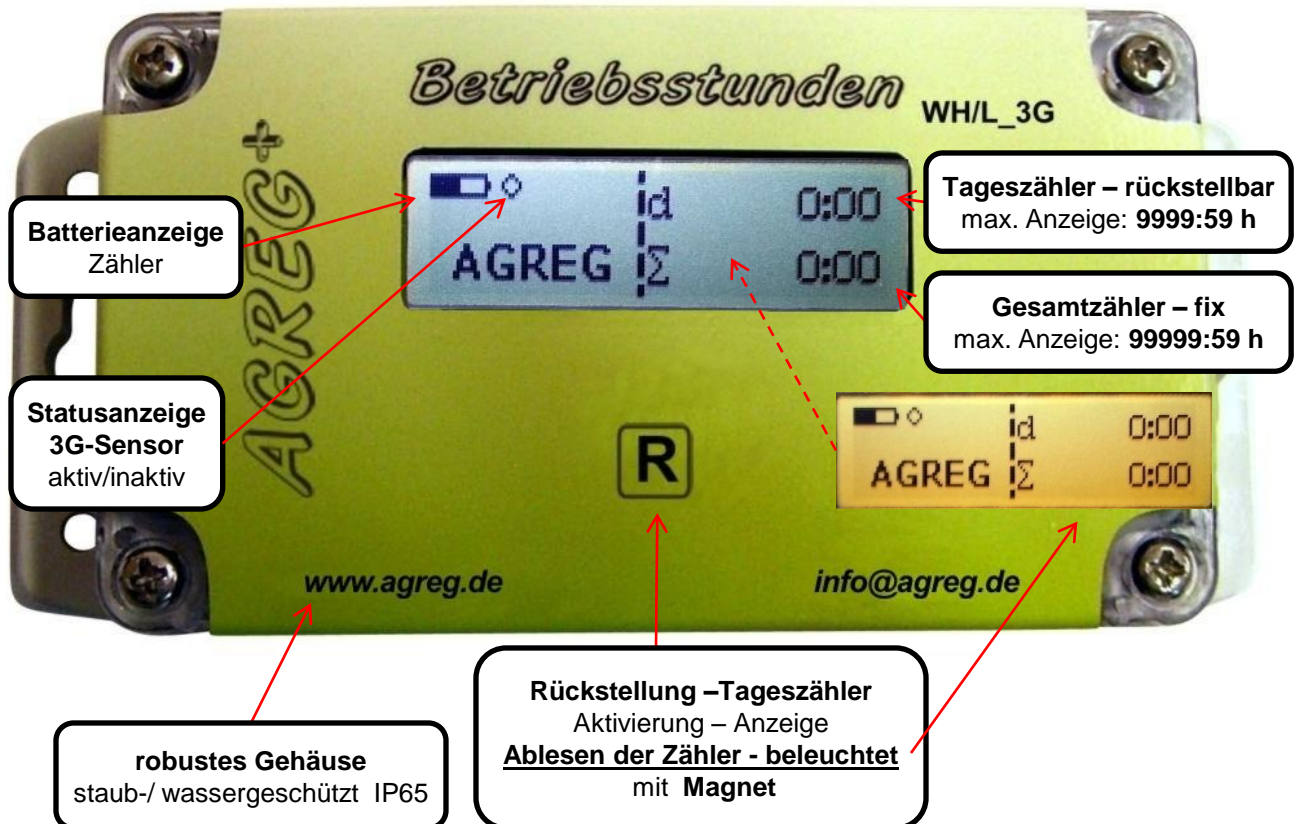 Betriebsstunden
WH/L_3G
AGREG+
d 0:00
AGREG Σ 0:00
Batterieanzeige
Zähler
Tageszähler – rückstellbar
max. Anzeige: 9999:59 h
Gesamtzähler – fix
max. Anzeige: 99999:59 h
Statusanzeige
3G-Sensor
aktiv/inaktiv
R
d 0:00
AGREG Σ 0:00
www.agreg.de
info@agreg.de
Rückstellung –Tageszähler
Aktivierung – Anzeige
Ablesen der Zähler - beleuchtet
mit Magnet
robustes Gehäuse
staub-/ wassergeschützt IP65